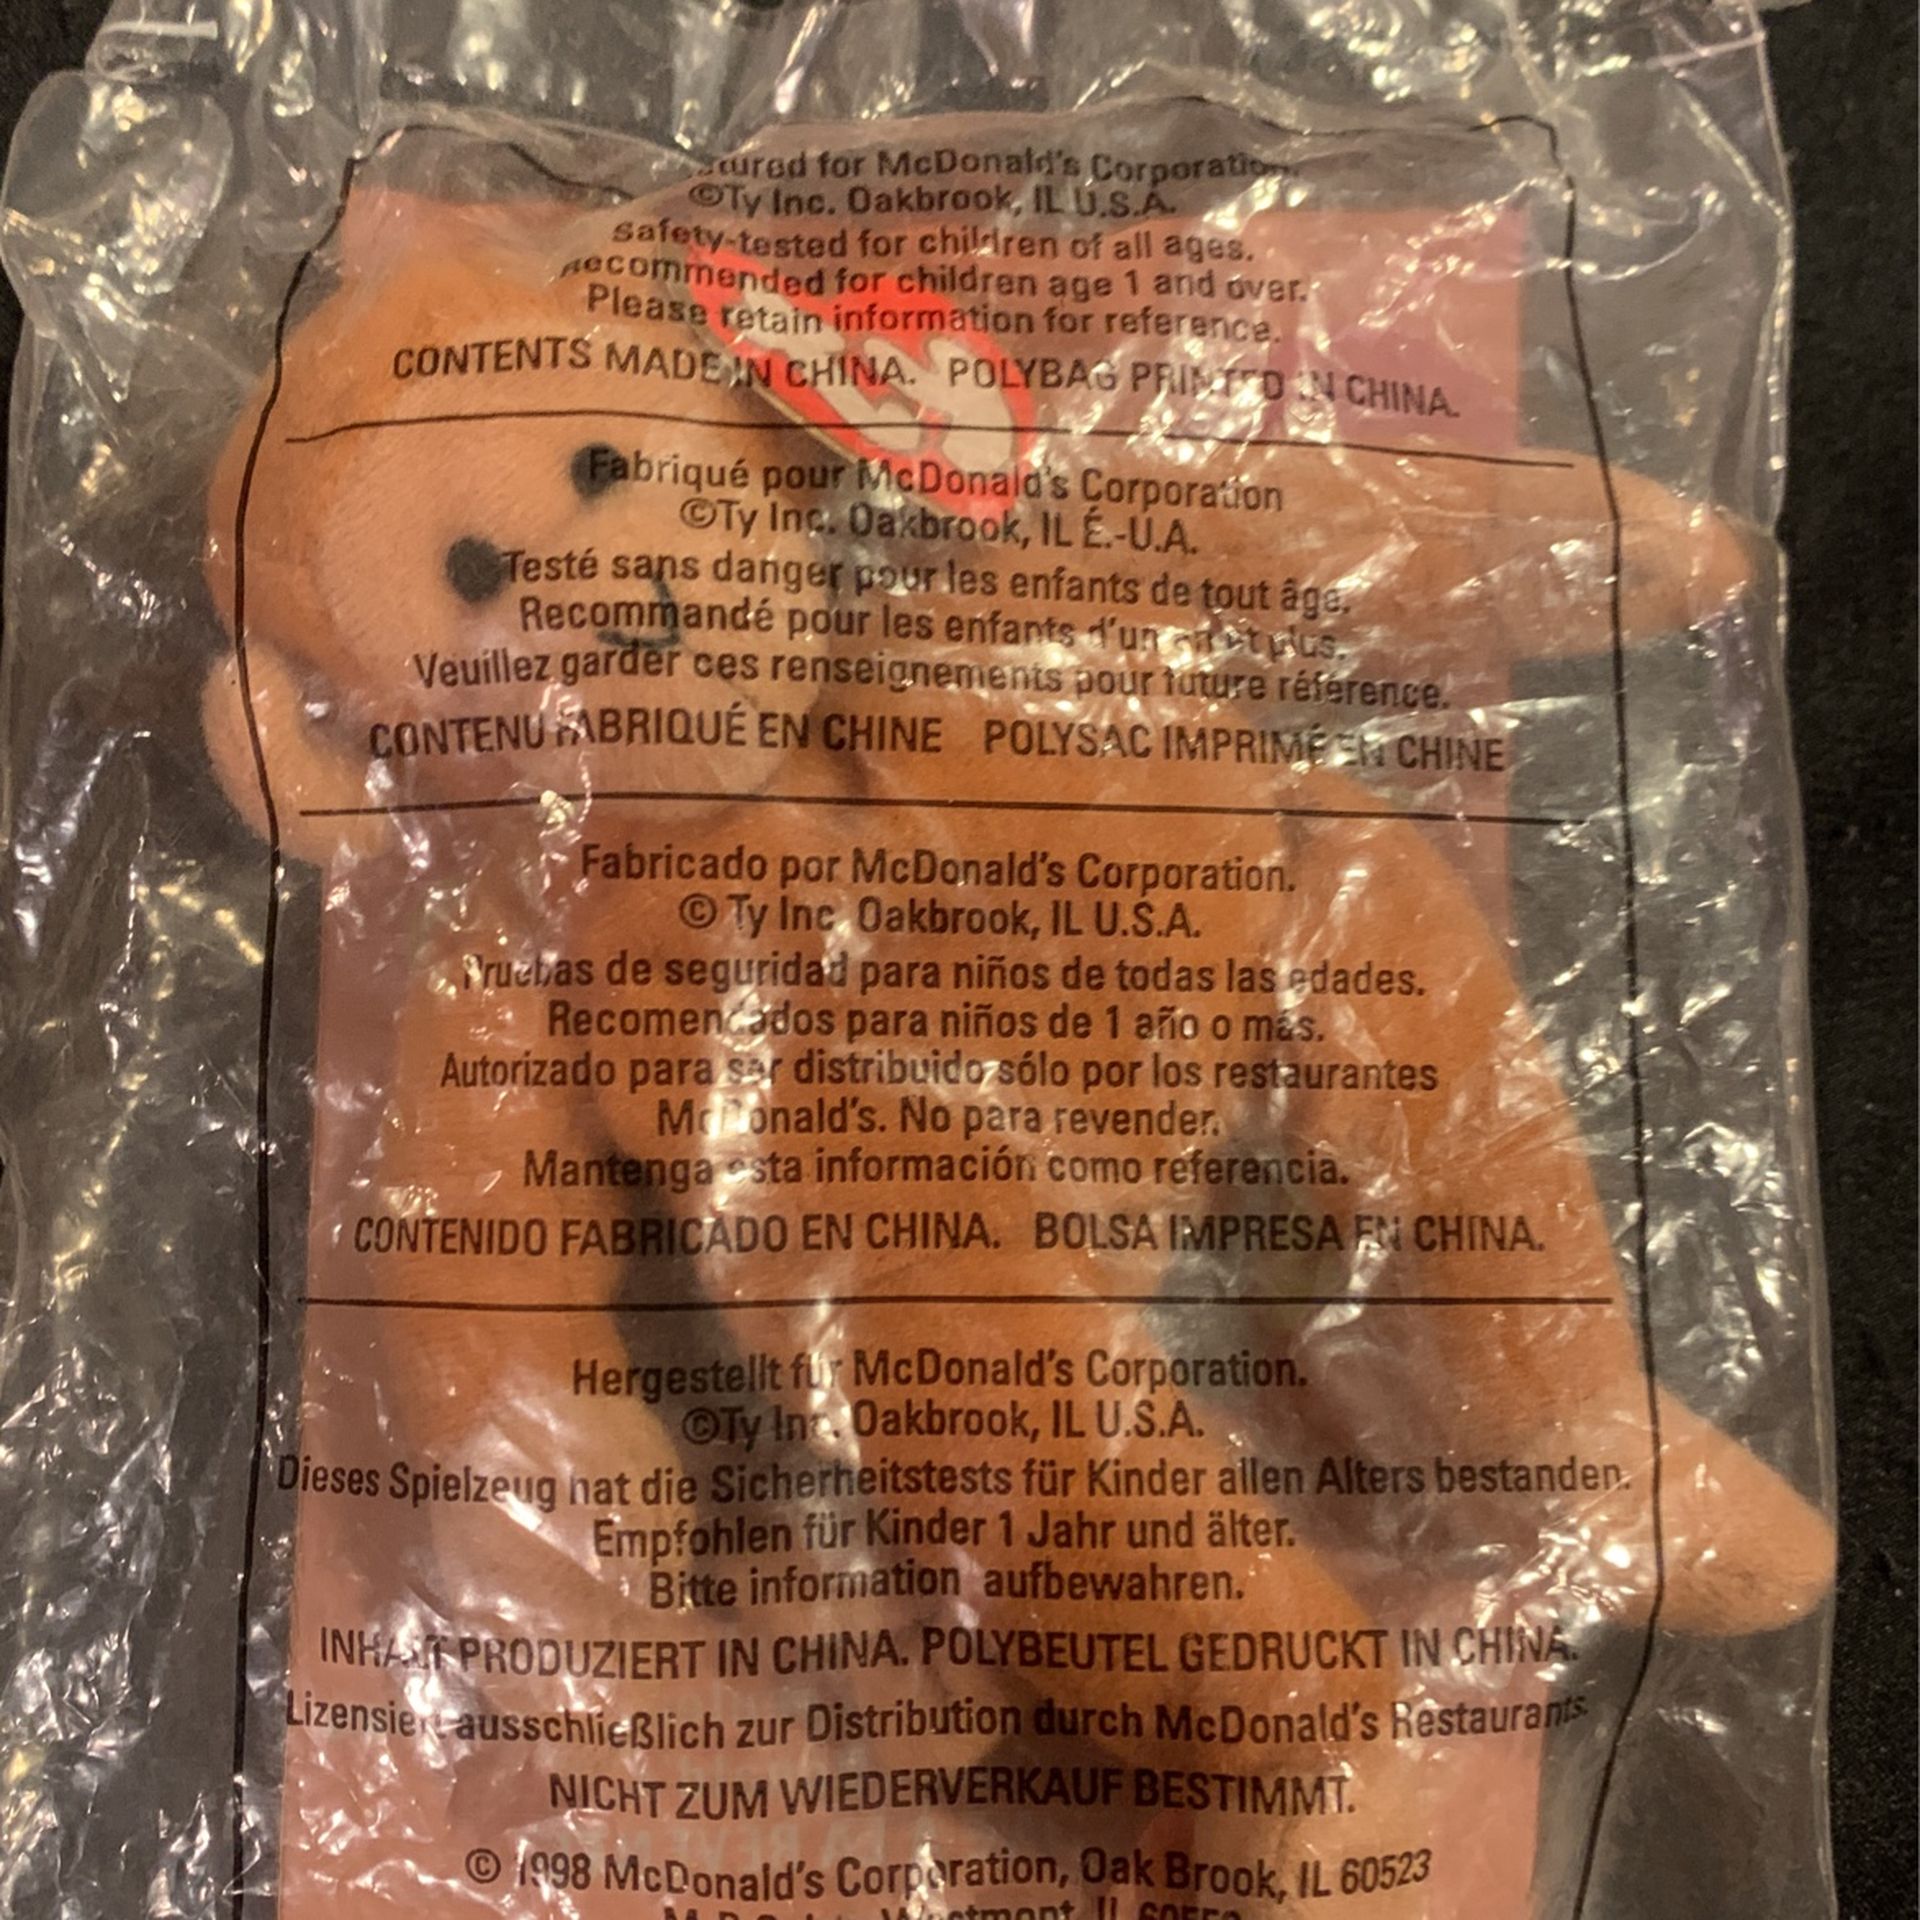 for McDonald's Corporation.
©Ty Inc. Oakbrook, IL U.S.A.
Safety-tested for children of all ages.
Recommended for children age 1 and over.
Please retain information for reference.
CONTENTS MADE IN CHINA. POLYBAG PRINTED IN CHINA.
ty
Fabriqué pour McDonald's Corporation
©Ty Inc. Oakbrook, IL É.-U.A.
Testé sans danger pour les enfants de tout âge.
Recommandé pour les enfants d'un an et plus.
Veuillez garder ces renseignements pour future référence.
CONTENU FABRIQUÉ EN CHINE POLYSAC IMPRIMÉ EN CHINE
Fabricado por McDonald's Corporation.
© Ty Inc. Oakbrook, IL U.S.A.
Pruebas de seguridad para niños de todas las edades.
Recomendados para niños de 1 año o más.
Autorizado para ser distribuido sólo por los restaurantes
McDonald's. No para revender.
Mantenga esta información como referencia.
CONTENIDO FABRICADO EN CHINA. BOLSA IMPRESA EN CHINA.
Hergestellt für McDonald's Corporation.
©Ty Inc. Oakbrook, IL U.S.A.
Dieses Spielzeug hat die Sicherheitstests für Kinder allen Alters bestanden.
Empfohlen für Kinder 1 Jahr und älter.
Bitte information aufbewahren.
INHALT PRODUZIERT IN CHINA. POLYBEUTEL GEDRUCKT IN CHINA.
Lizensiert ausschließlich zur Distribution durch McDonald's Restaurants.
NICHT ZUM WIEDERVERKAUF BESTIMMT.
© 1998 McDonald's Corporation, Oak Brook, IL 60523
Westmont, IL